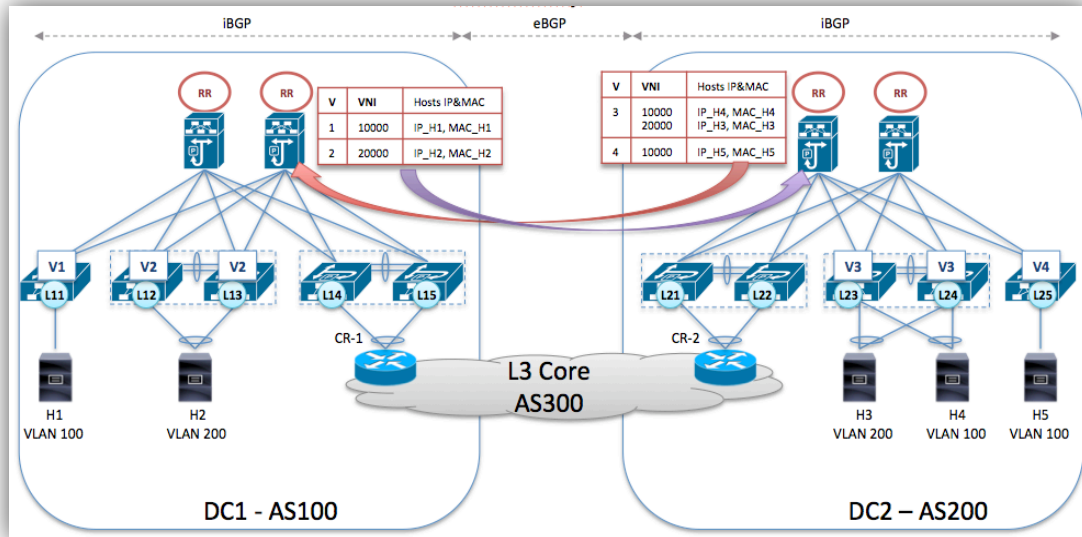 iBGP
eBGP
iBGP
RR
RR
V VNI Hosts IP&MAC
1 10000 IP_H1, MAC_H1
2 20000 IP_H2, MAC_H2
V VNI Hosts IP&MAC
3 10000 IP_H4, MAC_H4
20000 IP_H3, MAC_H3
4 10000 IP_H5, MAC_H5
RR
RR
P
P
P
P
V1
V2
V2
V3
V3
V4
L11
L12
L13
L14
L15
L21
L22
L23
L24
L25
CR-1
CR-2
L3 Core
AS300
H1
VLAN 100
H2
VLAN 200
H3
VLAN 200
H4
VLAN 100
H5
VLAN 100
DC1 - AS100
DC2 – AS200